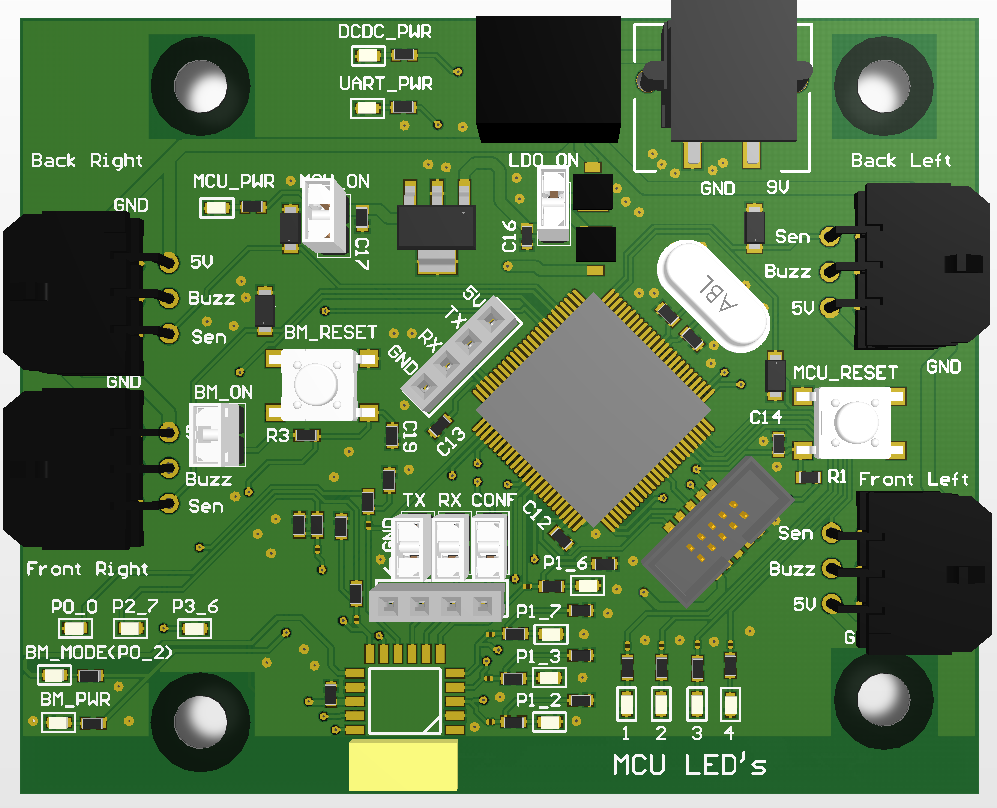 DCDC_PWR
UART_PWR
Back Right
LDO_ON
Back Left
MCU_PWR
GND
9V
GND
C16
C17
Sen
5V
ABL
Buzz
Buzz
5V
5V
TX
Sen
BM_RESET
RX
GND
GND
GND
MCU_RESET
BM_ON
C14
R3
C19
C13
Buzz
R1
Front Left
Sen
TX RX CONF
C12
Sen
GND
P1_6
Buzz
Front Right
5V
P0_0
P2_7
P3_6
P1_7
BM_MODE(P0_2)
P1_3
BM_PWR
P1_2
1 2 3 4
MCU LED's